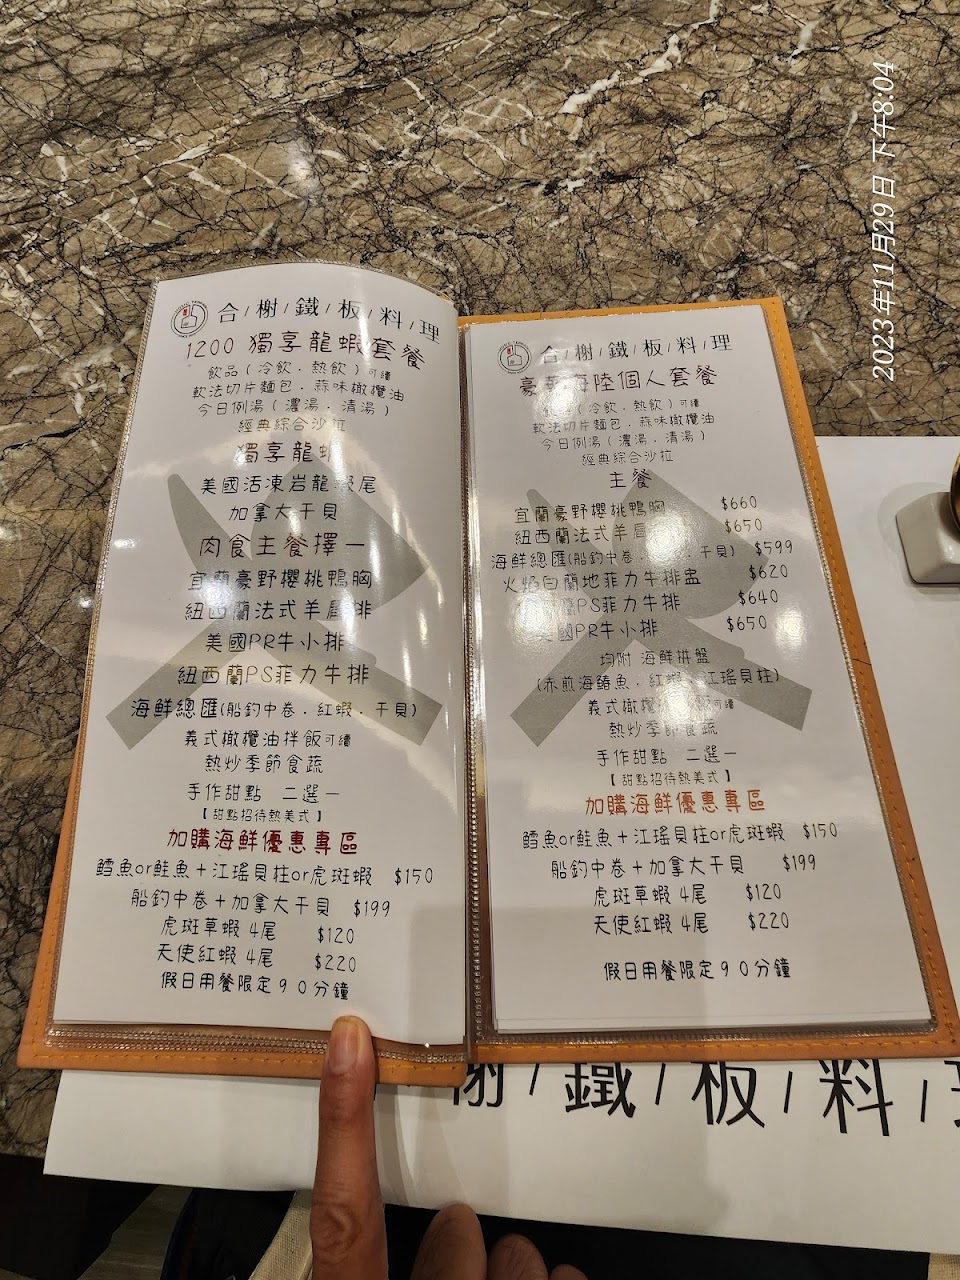 2023年11月29日 下午8:04
合/榭/鐵/板/料/理
1200 獨享龍蝦套餐
飲品(冷飲.熱飲)可續
軟法切片麵包.蒜味橄欖油
今日例湯(濃湯.清湯)
經典綜合沙拉
獨享龍蝦
美國活凍岩龍蝦尾
加拿大干貝
肉食主餐擇一
宜蘭豪野櫻桃鴨胸
紐西蘭法式羊肩排
美國PR牛小排
紐西蘭PS菲力牛排
海鮮總匯(船釣中卷.紅蝦.干貝)
義式橄欖油拌飯可續
熱炒季節食蔬
手作甜點 二選一
【甜點招待熱美式】
加購海鮮優惠專區
鱈魚or鮭魚+江瑤貝柱or虎斑蝦 $150
船釣中卷+加拿大干貝 $199
虎斑草蝦 4尾 $120
天使紅蝦 4尾 $220
假日用餐限定90分鐘
合/榭/鐵/板/料/理
豪華海陸個人套餐
(冷飲.熱飲)可續
軟法切片麵包.蒜味橄欖油
今日例湯(濃湯.清湯)
經典綜合沙拉
主餐
宜蘭豪野櫻桃鴨胸 $660
紐西蘭法式羊肩 $650
海鮮總匯(船釣中卷. .干貝) $599
火焰白蘭地菲力牛排盅 $620
蘭PS菲力牛排 $640
美國PR牛小排 $650
均附 海鮮拼盤
(赤煎海鱺魚.紅蝦.江瑤貝柱)
義式橄欖 可續
熱炒季節食蔬
手作甜點 二選一
【甜點招待熱美式】
加購海鮮優惠專區
鱈魚or鮭魚+江瑤貝柱or虎斑蝦 $150
船釣中卷+加拿大干貝 $199
虎斑草蝦 4尾 $120
天使紅蝦 4尾 $220
假日用餐限定90分鐘
榭/鐵/板/料/